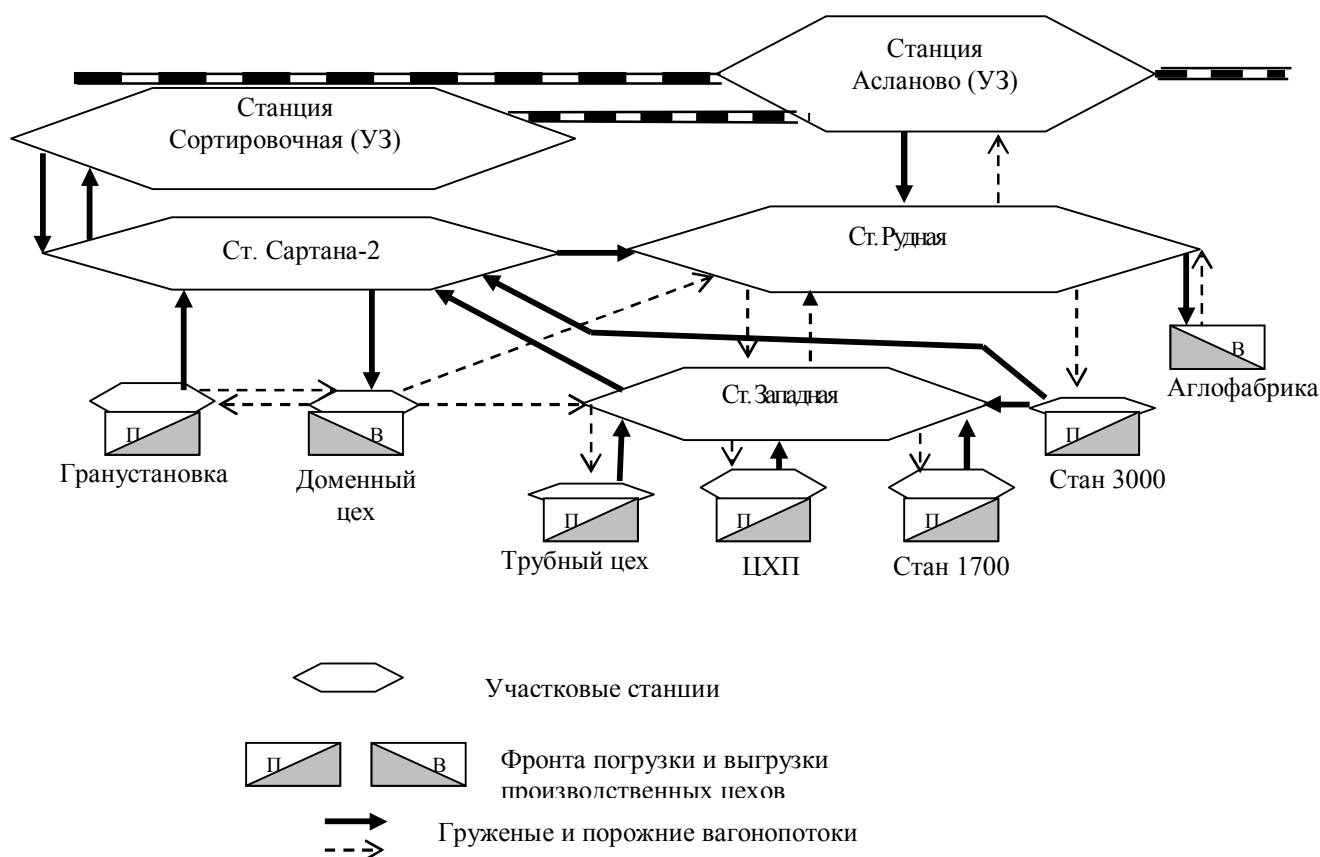 Станция
Асланово (УЗ)
Станция
Сортировочная (УЗ)
Ст. Сартана-2
Ст. Рудная
В
Аглофабрика
Ст. Западная
П
Гранустановка
В
Доменный
цех
П
Стан 3000
П
Трубный цех
П
ЦХП
П
Стан 1700
Участковые станции
П
В
Фронта погрузки и выгрузки
производственных цехов
Груженые и порожние вагонопотоки